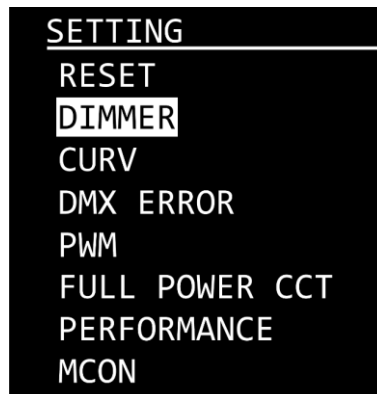 SETTING
RESET
DIMMER
CURV
DMX ERROR
PWM
FULL POWER CCT
PERFORMANCE
MCON